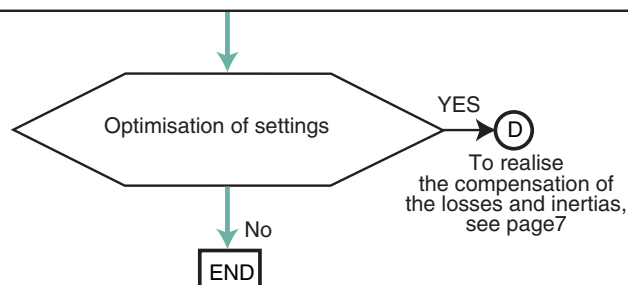 Optimisation of settings
YES
D
To realise
the compensation of
the losses and inertias,
see page7
No
END